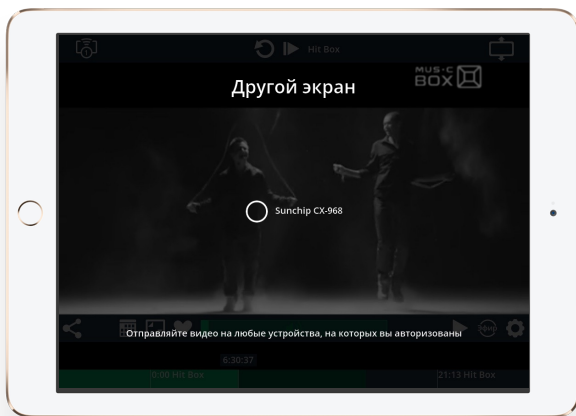 Hit Box
MUS-C
BOX
Другой экран
Sunchip CX-968
Отправляйте видео на любые устройства, на которых вы авторизованы
6:30:37
0:00 Hit Box
21:13 Hit Box